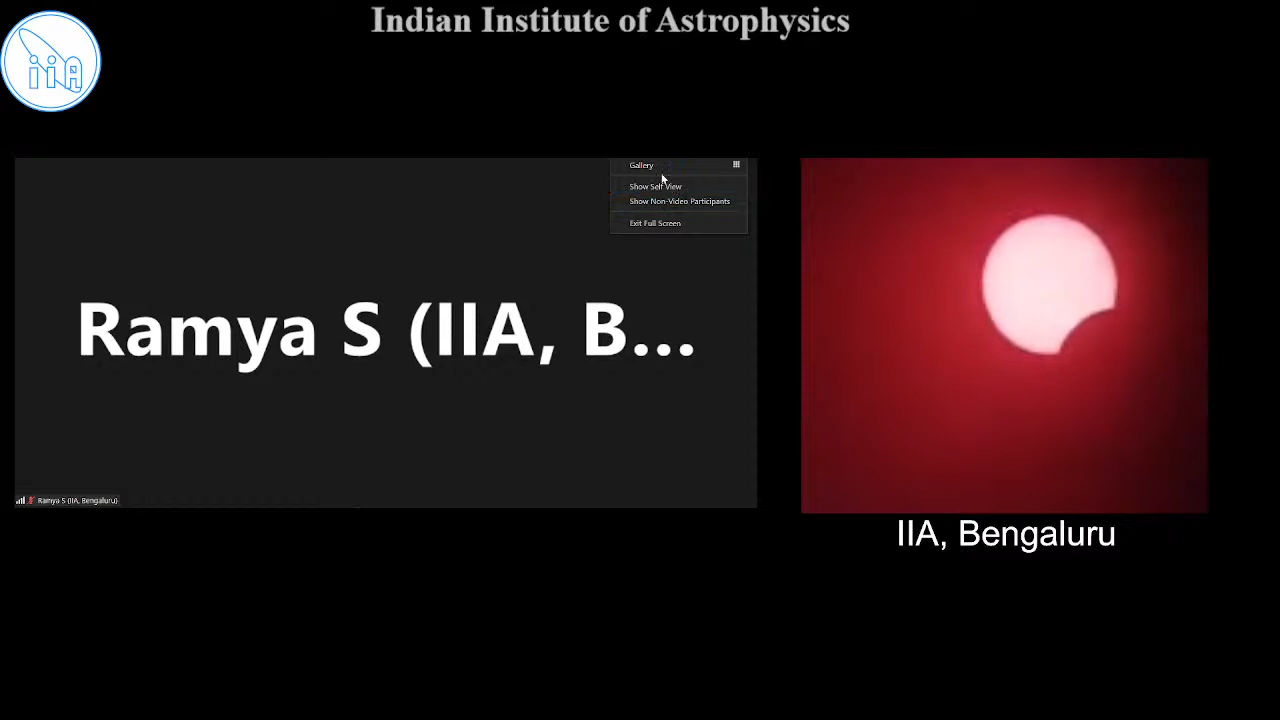 Indian Institute of Astrophysics
iiA
Gallery
Show Self View
Show Non-Video Participants
Exit Full Screen
Ramya S (IIA, B...
Ramya S (IIA, Bengaluru)
IIA, Bengaluru